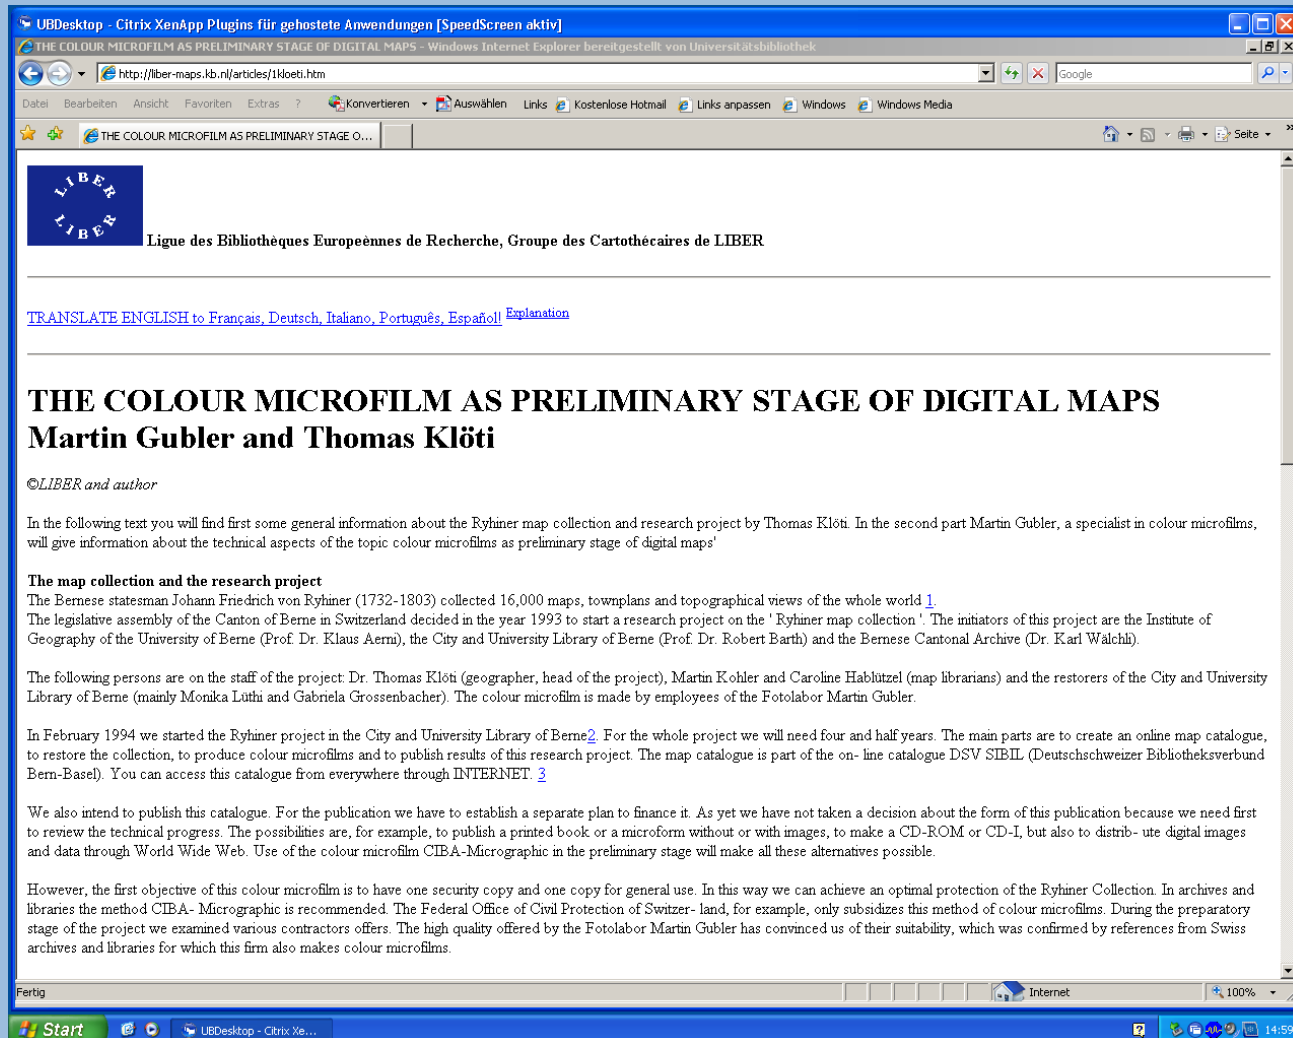 UBDesktop - Citrix XenApp Plugins für gehostete Anwendungen [SpeedScreen aktiv]
THE COLOUR MICROFILM AS PRELIMINARY STAGE OF DIGITAL MAPS - Windows Internet Explorer bereitgestellt von Universitätsbibliothek
http://liber-maps.kb.nl/articles/1kloeti.htm
Google
Datei Bearbeiten Ansicht Favoriten Extras ? Konvertieren Auswählen Links Kostenlose Hotmail Links anpassen Windows Windows Media
THE COLOUR MICROFILM AS PRELIMINARY STAGE O...
Seite
LIBER
LIBER
Ligue des Bibliothèques Europeènnes de Recherche, Groupe des Cartothécaires de LIBER
TRANSLATE ENGLISH to Français, Deutsch, Italiano, Português, Español! Explanation
THE COLOUR MICROFILM AS PRELIMINARY STAGE OF DIGITAL MAPS
Martin Gubler and Thomas Klöti
©LIBER and author
In the following text you will find first some general information about the Ryhiner map collection and research project by Thomas Klöti. In the second part Martin Gubler, a specialist in colour microfilms,
will give information about the technical aspects of the topic colour microfilms as preliminary stage of digital maps'
The map collection and the research project
The Bernese statesman Johann Friedrich von Ryhiner (1732-1803) collected 16,000 maps, townplans and topographical views of the whole world 1.
The legislative assembly of the Canton of Berne in Switzerland decided in the year 1993 to start a research project on the ' Ryhiner map collection '. The initiators of this project are the Institute of
Geography of the University of Berne (Prof. Dr. Klaus Aerni), the City and University Library of Berne (Prof. Dr. Robert Barth) and the Bernese Cantonal Archive (Dr. Karl Wälchli).
The following persons are on the staff of the project: Dr. Thomas Klöti (geographer, head of the project), Martin Kohler and Caroline Hablützel (map librarians) and the restorers of the City and University
Library of Berne (mainly Monika Lüthi and Gabriela Grossenbacher). The colour microfilm is made by employees of the Fotolabor Martin Gubler.
In February 1994 we started the Ryhiner project in the City and University Library of Berne2. For the whole project we will need four and half years. The main parts are to create an online map catalogue,
to restore the collection, to produce colour microfilms and to publish results of this research project. The map catalogue is part of the on- line catalogue DSV SIBIL (Deutschschweizer Bibliotheksverbund
Bern-Basel). You can access this catalogue from everywhere through INTERNET. 3
We also intend to publish this catalogue. For the publication we have to establish a separate plan to finance it. As yet we have not taken a decision about the form of this publication because we need first
to review the technical progress. The possibilities are, for example, to publish a printed book or a microform without or with images, to make a CD-ROM or CD-I, but also to distrib- ute digital images
and data through World Wide Web. Use of the colour microfilm CIBA-Micrographic in the preliminary stage will make all these alternatives possible.
However, the first objective of this colour microfilm is to have one security copy and one copy for general use. In this way we can achieve an optimal protection of the Ryhiner Collection. In archives and
libraries the method CIBA- Micrographic is recommended. The Federal Office of Civil Protection of Switzer- land, for example, only subsidizes this method of colour microfilms. During the preparatory
stage of the project we examined various contractors offers. The high quality offered by the Fotolabor Martin Gubler has convinced us of their suitability, which was confirmed by references from Swiss
archives and libraries for which this firm also makes colour microfilms.
Fertig Internet 100%
Start UBDesktop - Citrix Xe... 14:59